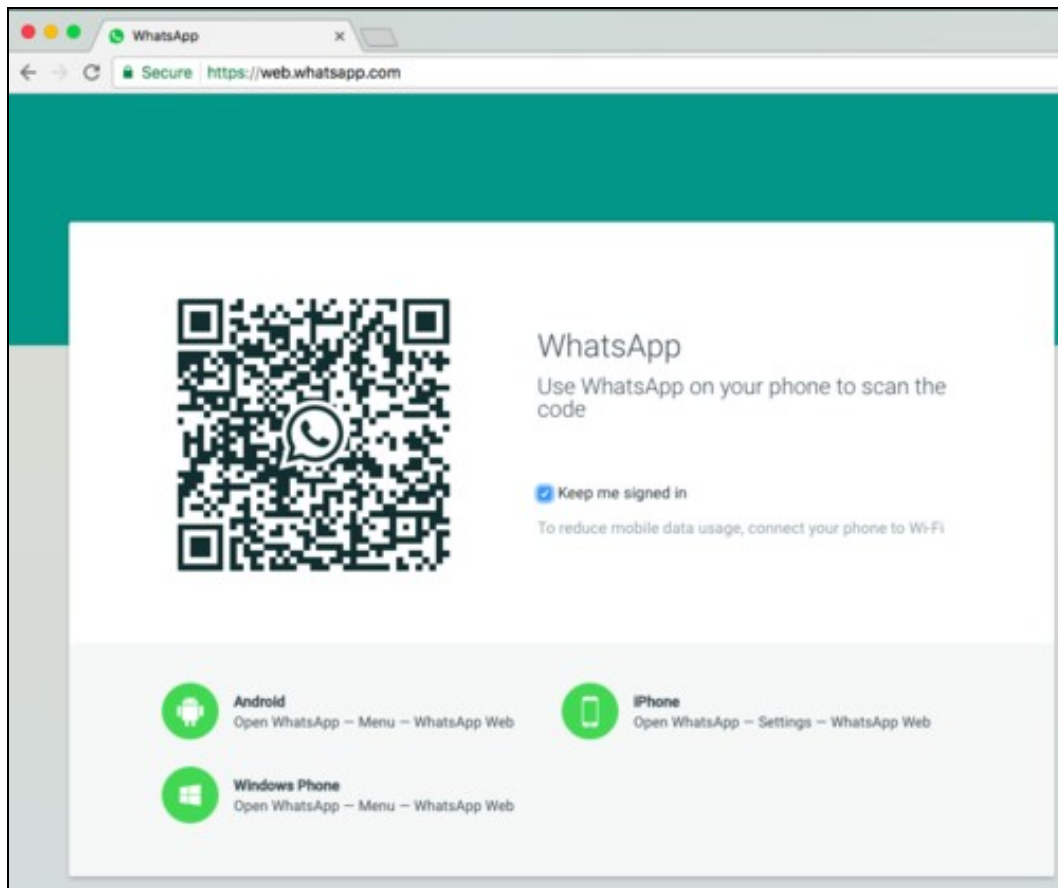 WhatsApp
Secure https://web.whatsapp.com
WhatsApp
Use WhatsApp on your phone to scan the
code
Keep me signed in
To reduce mobile data usage, connect your phone to Wi-Fi
Android
Open WhatsApp – Menu – WhatsApp Web
iPhone
Open WhatsApp – Settings – WhatsApp Web
Windows Phone
Open WhatsApp – Menu – WhatsApp Web